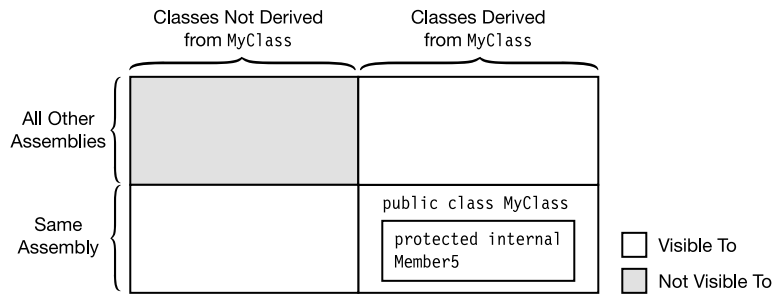 Classes Not Derived
from MyClass
Classes Derived
from MyClass
All Other
Assemblies
Same
Assembly
public class MyClass
protected internal
Member5
Visible To
Not Visible To